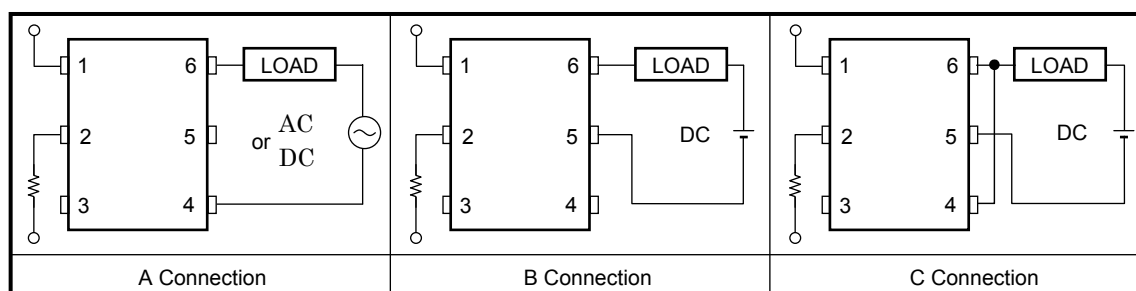 1 6 LOAD
2 5 or AC
DC
3 4
A Connection
1 6 LOAD
2 5 DC
3 4
B Connection
1 6 LOAD
2 5 DC
3 4
C Connection